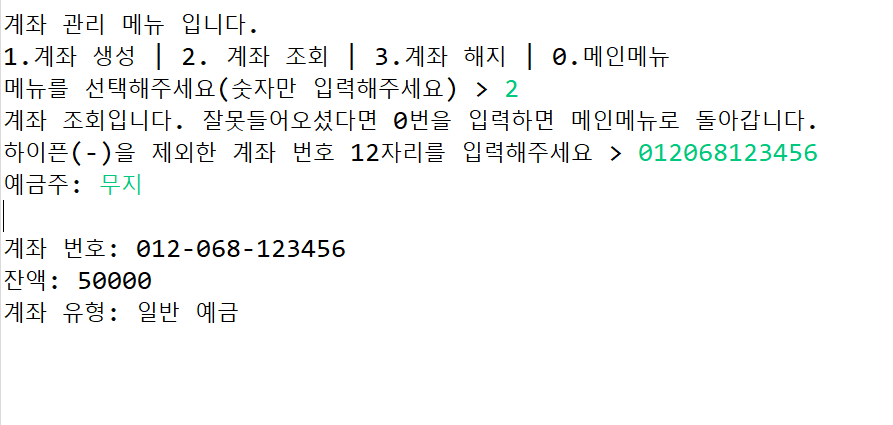 계좌 관리 메뉴 입니다.
1.계좌 생성 | 2. 계좌 조회 | 3.계좌 해지 | 0.메인메뉴
메뉴를 선택해주세요(숫자만 입력해주세요) > 2
계좌 조회입니다. 잘못들어오셨다면 0번을 입력하면 메인메뉴로 돌아갑니다.
하이픈(-)을 제외한 계좌 번호 12자리를 입력해주세요 > 012068123456
예금주: 무지
계좌 번호: 012-068-123456
잔액: 50000
계좌 유형: 일반 예금